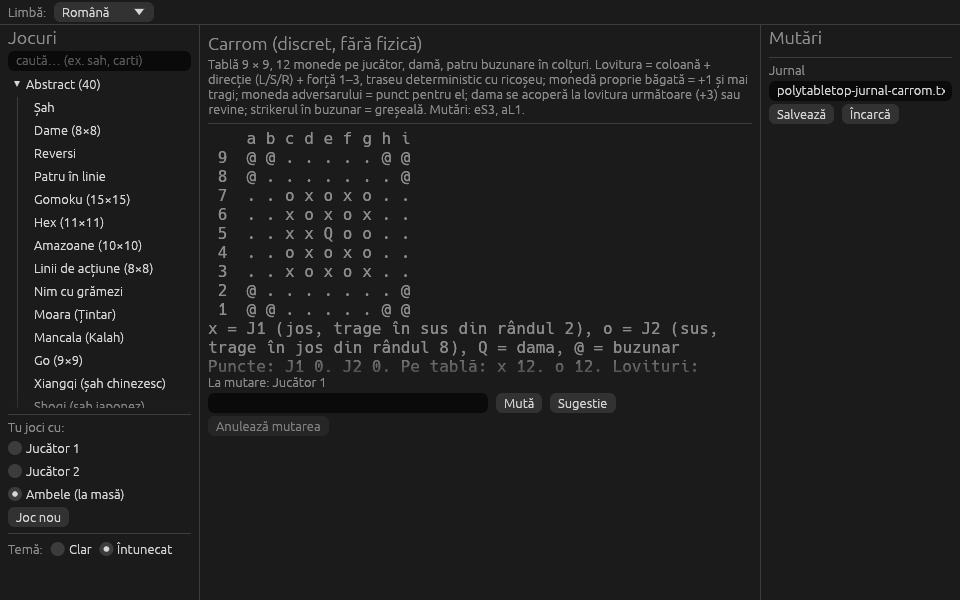 Limbă: Română
Jocuri
caută... (ex. sah, carti)
Abstract (40)
Șah
Dame (8×8)
Reversi
Patru în linie
Gomoku (15×15)
Hex (11×11)
Amazoane (10×10)
Linii de acțiune (8×8)
Nim cu grămezi
Moara (Țintar)
Mancala (Kalah)
Go (9×9)
Xiangqi (șah chinezesc)
Shogi (șah japonez)
Tu joci cu:
Jucător 1
Jucător 2
Ambele (la masă)
Joc nou
Temă: Clar Întunecat
Carrom (discret, fără fizică)
Tablă 9 × 9, 12 monede pe jucător, damă, patru buzunare în colțuri. Lovitura = coloană +
direcție (L/S/R) + forță 1–3, traseu deterministic cu ricoșeu; monedă proprie băgată = +1 și mai
tragi; moneda adversarului = punct pentru el; dama se acoperă la lovitura următoare (+3) sau
revine; strikerul în buzunar = greșeală. Mutări: eS3, aL1.
a b c d e f g h i
9 @ @ . . . . . @ @
8 @ . . . . . . . @
7 . . o x o x o . .
6 . . x o x o x . .
5 . . x x Q o o . .
4 . . o x o x o . .
3 . . x o x o x . .
2 @ . . . . . . . @
1 @ @ . . . . . @ @
x = J1 (jos, trage în sus din rândul 2), o = J2 (sus,
trage în jos din rândul 8), Q = dama, @ = buzunar
Puncte: J1 0. J2 0. Pe tablă: x 12. o 12. Lovituri:
La mutare: Jucător 1
Mută Sugestie
Anulează mutarea
Mutări
Jurnal
polytabletop-jurnal-carrom.tx
Salvează Încarcă